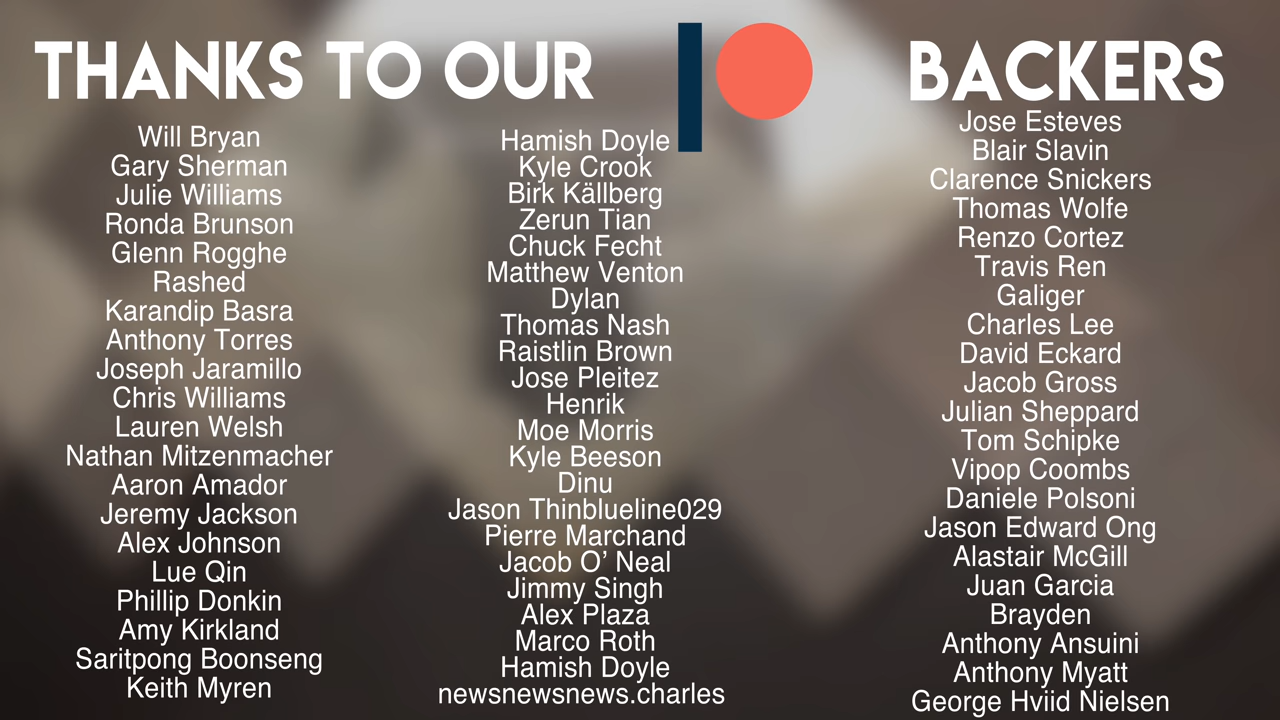 THANKS TO OUR BACKERS
Will Bryan
Gary Sherman
Julie Williams
Ronda Brunson
Glenn Rogghe
Rashed
Karandip Basra
Anthony Torres
Joseph Jaramillo
Chris Williams
Lauren Welsh
Nathan Mitzenmacher
Aaron Amador
Jeremy Jackson
Alex Johnson
Lue Qin
Phillip Donkin
Amy Kirkland
Saritpong Boonseng
Keith Myren
Hamish Doyle
Kyle Crook
Birk Källberg
Zerun Tian
Chuck Fecht
Matthew Venton
Dylan
Thomas Nash
Raistlin Brown
Jose Pleitez
Henrik
Moe Morris
Kyle Beeson
Dinu
Jason Thinblueline029
Pierre Marchand
Jacob O’ Neal
Jimmy Singh
Alex Plaza
Marco Roth
Hamish Doyle
newsnewsnews.charles
Jose Esteves
Blair Slavin
Clarence Snickers
Thomas Wolfe
Renzo Cortez
Travis Ren
Galiger
Charles Lee
David Eckard
Jacob Gross
Julian Sheppard
Tom Schipke
Vipop Coombs
Daniele Polsoni
Jason Edward Ong
Alastair McGill
Juan Garcia
Brayden
Anthony Ansuini
Anthony Myatt
George Hviid Nielsen